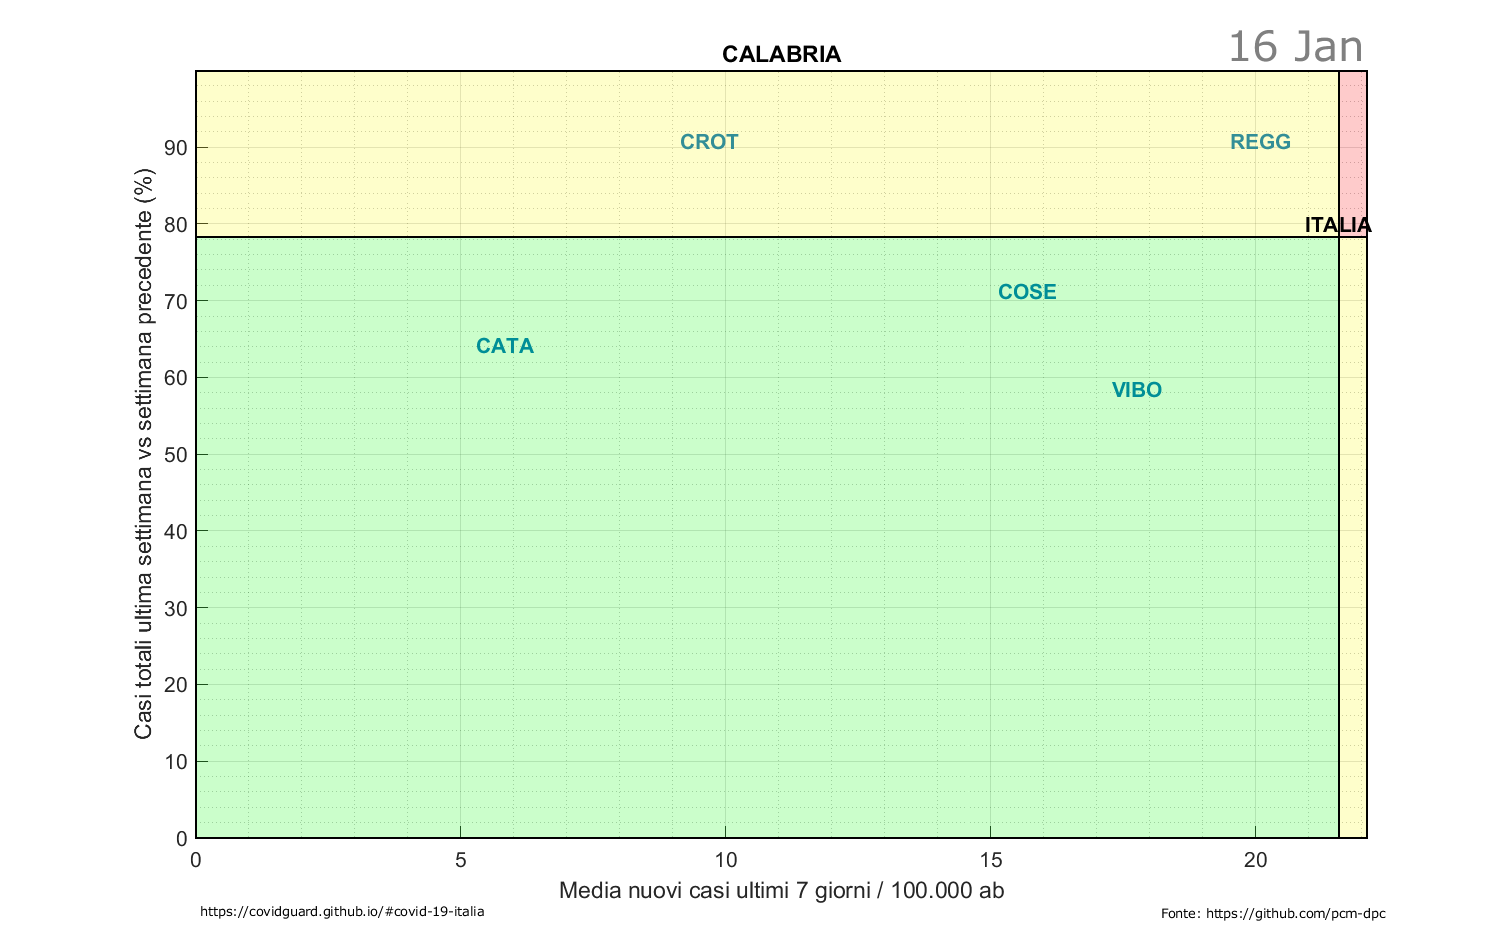 16 Jan
CALABRIA
Casi totali ultima settimana vs settimana precedente (%)
90
80
70
60
50
40
30
20
10
0
CROT
REGG
ITALIA
COSE
CATA
VIBO
0 5 10 15 20
Media nuovi casi ultimi 7 giorni / 100.000 ab
https://covidguard.github.io/#covid-19-italia
Fonte: https://github.com/pcm-dpc